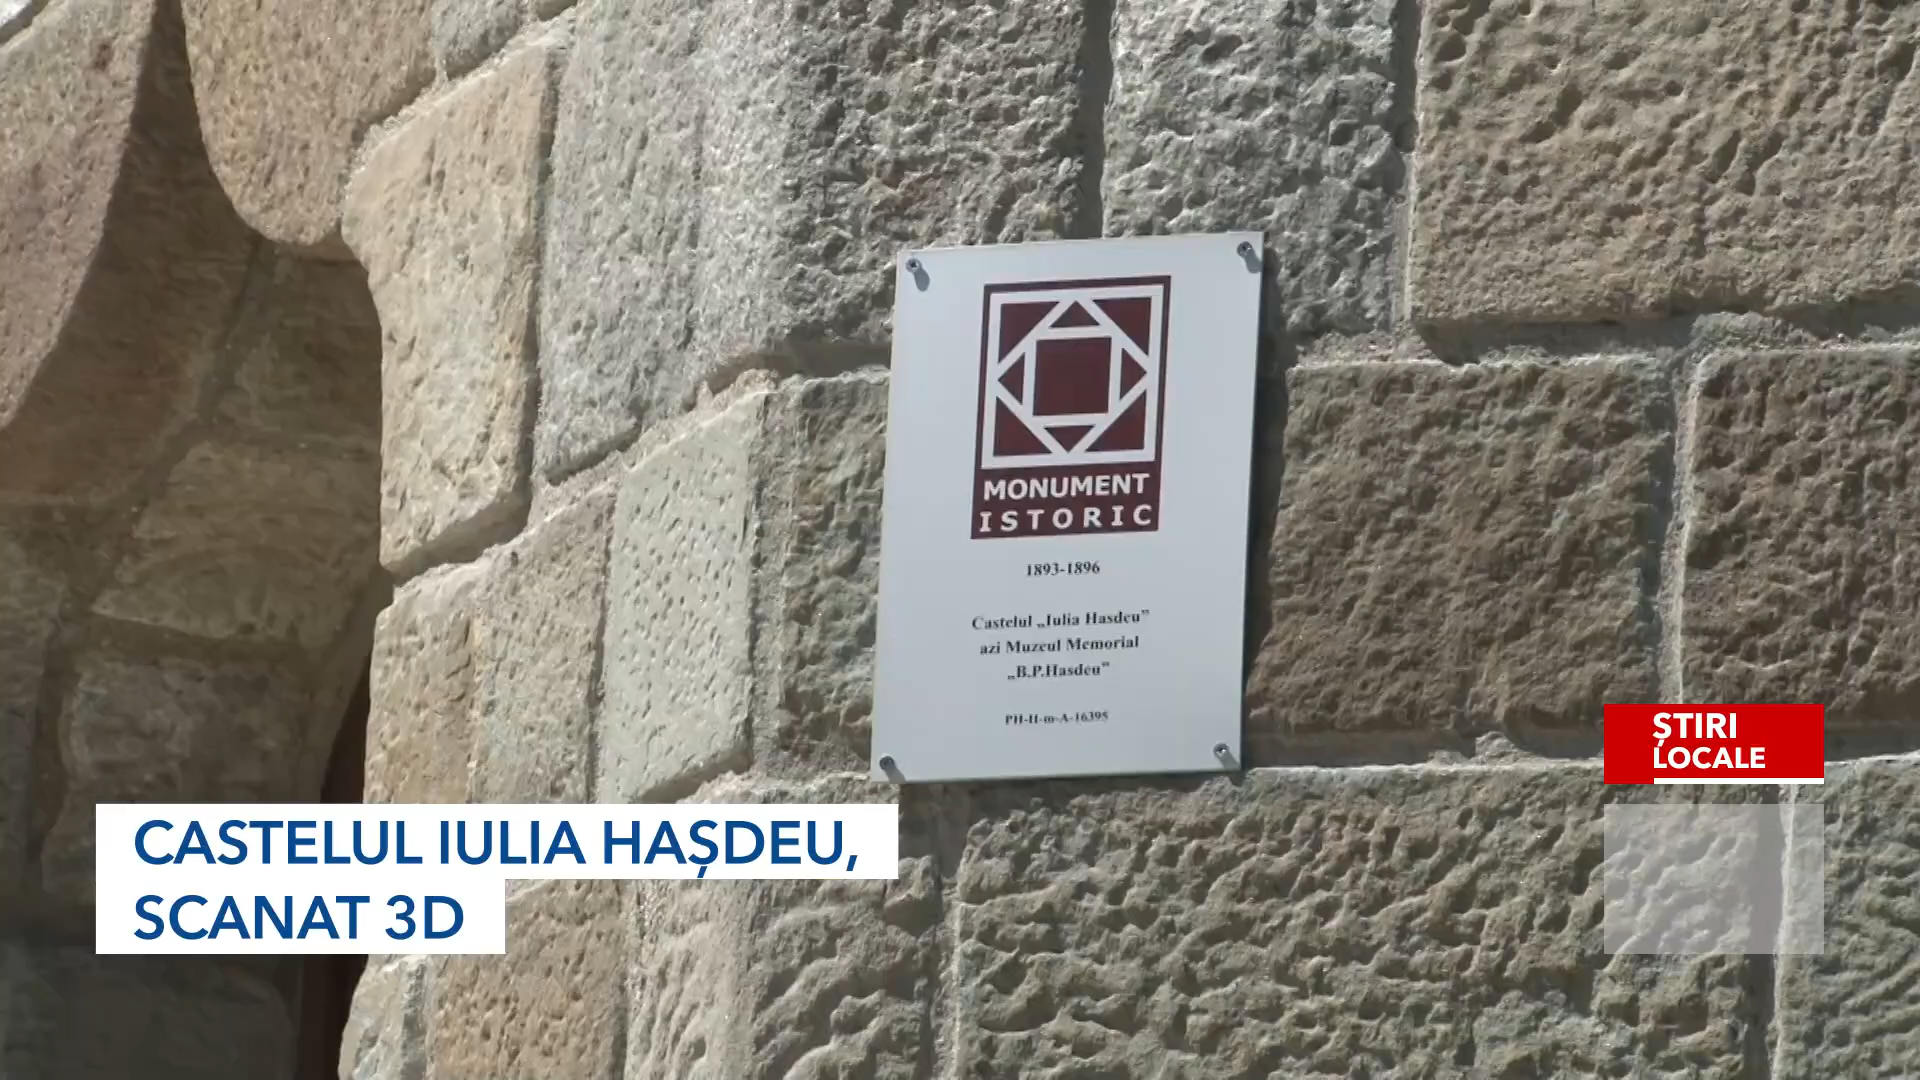 MONUMENT
ISTORIC
1893-1896
Castelul „Iulia Hasdeu”
azi Muzeul Memorial
„B.P.Hasdeu”
PH-II-m-A-16395
ȘTIRI
LOCALE
CASTELUL IULIA HAȘDEU,
SCANAT 3D